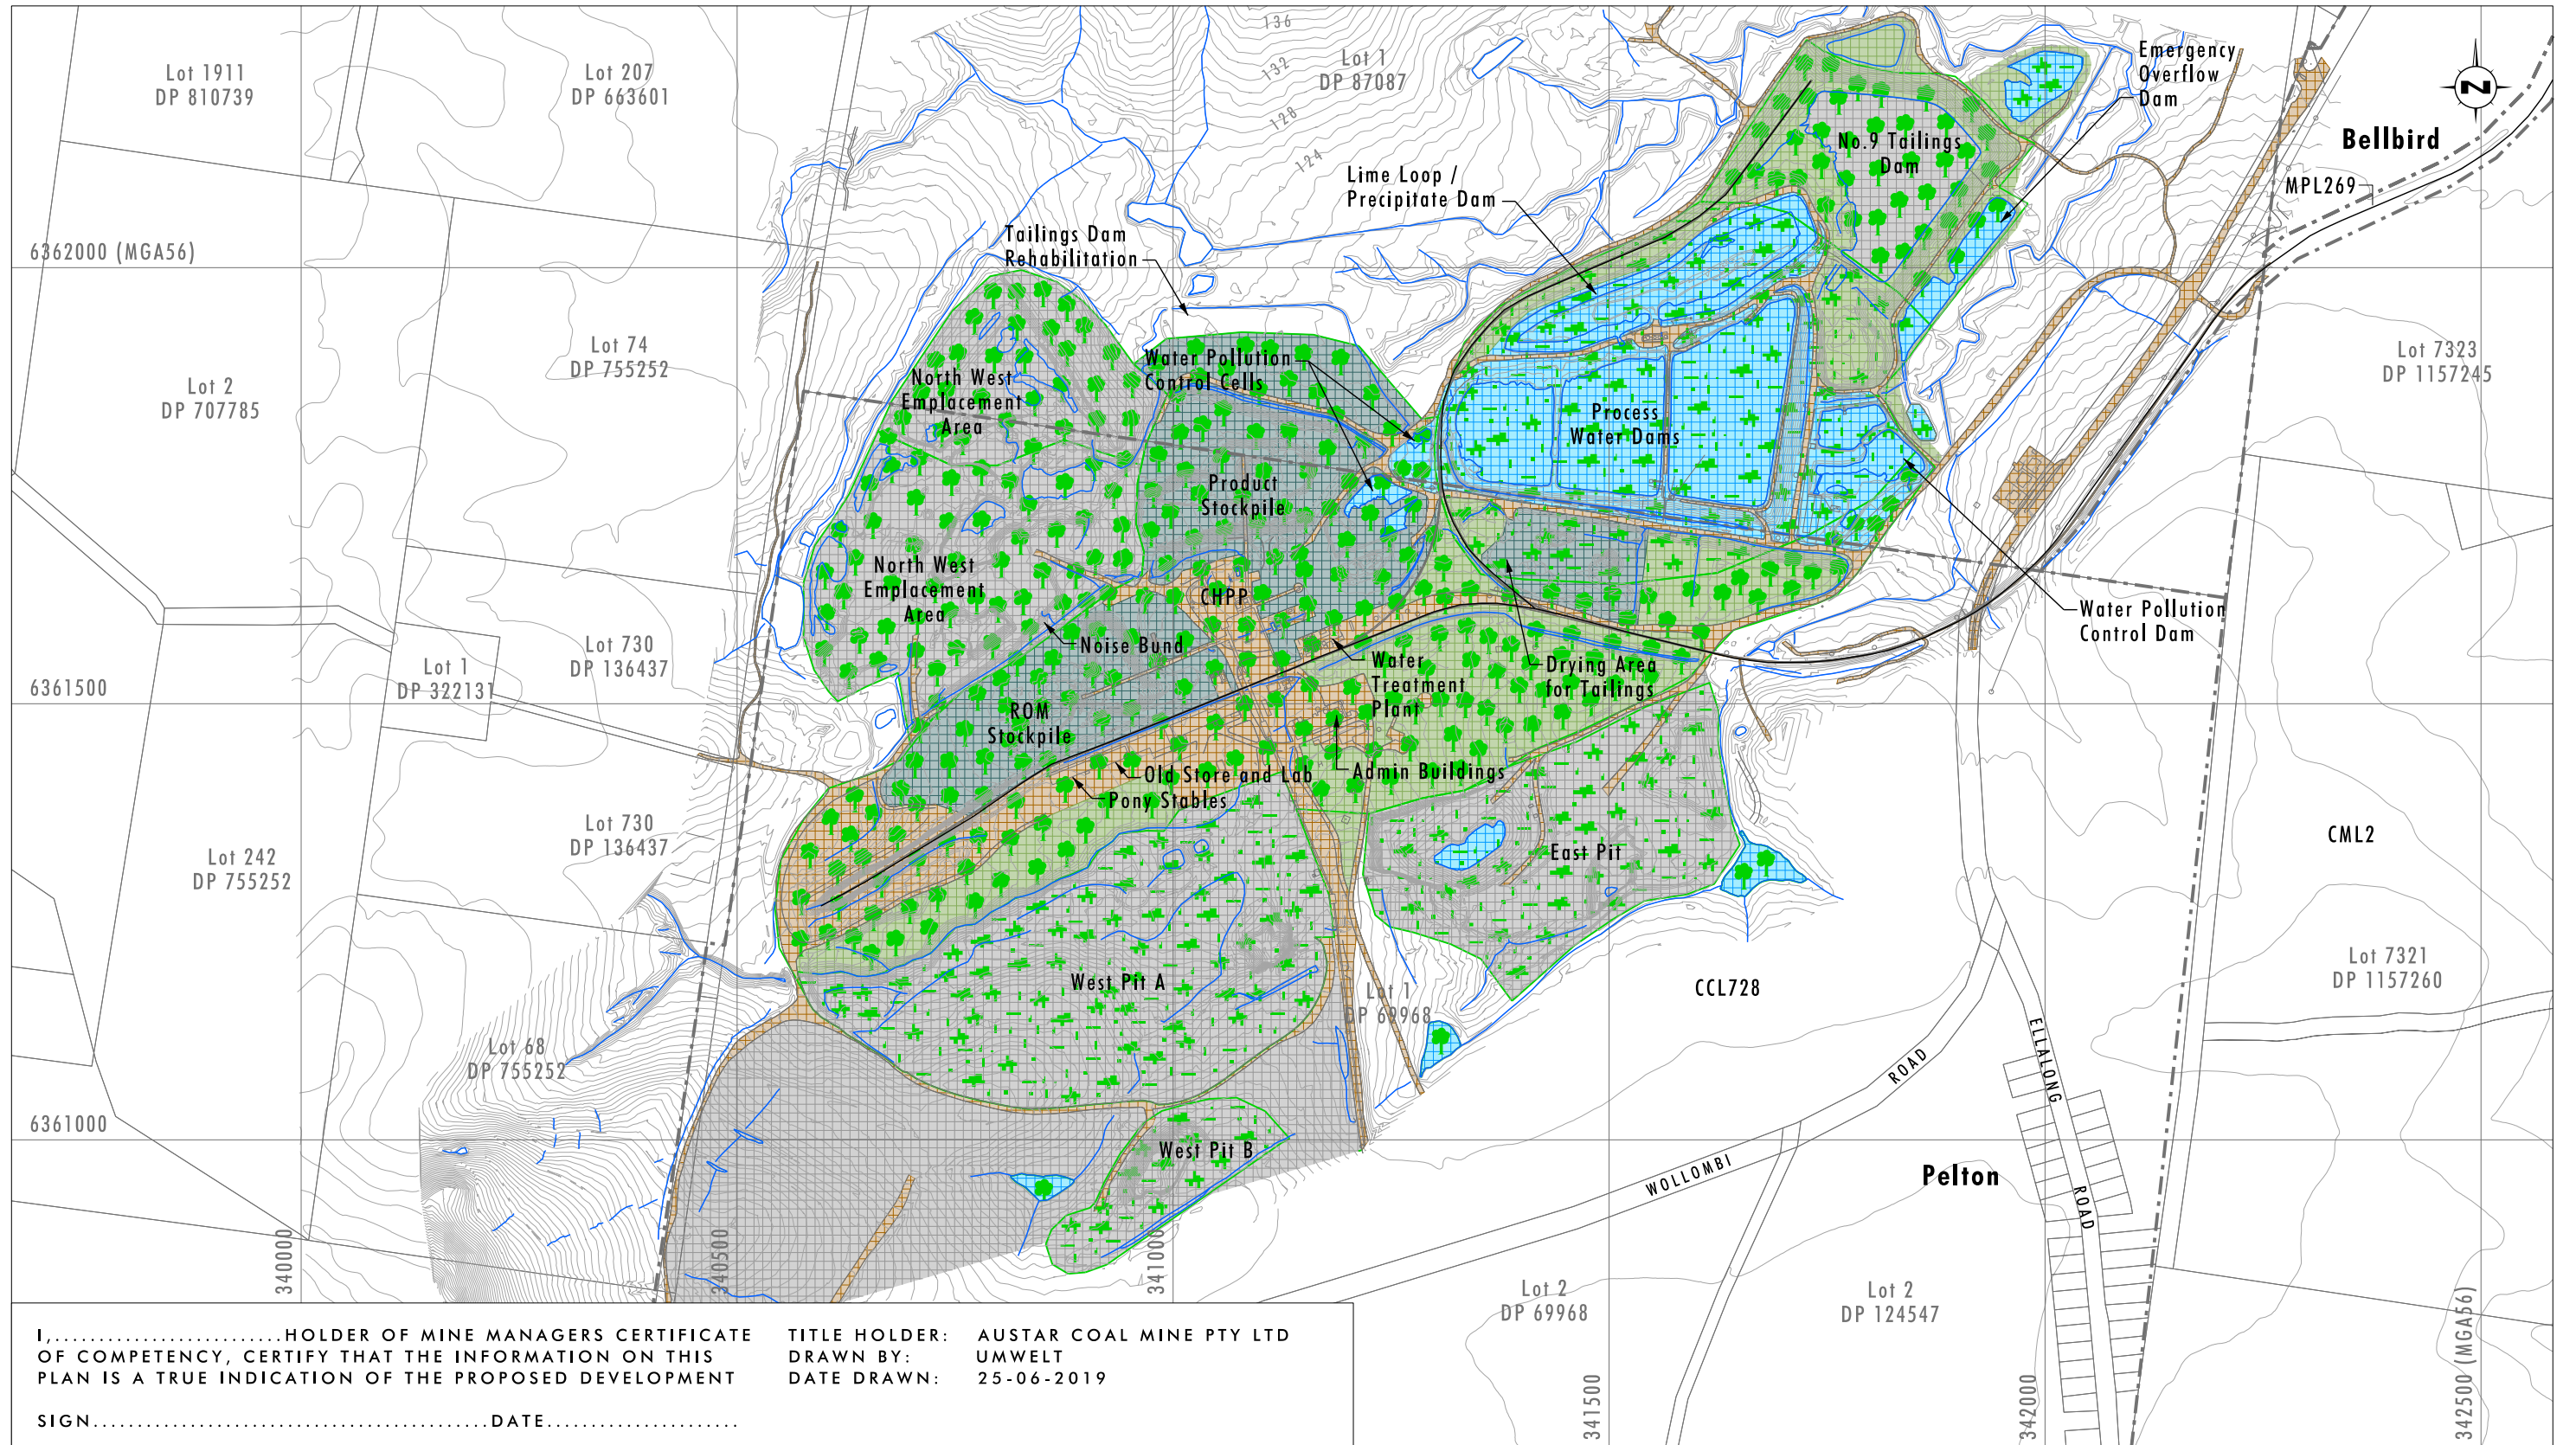 136
132
128
124
Lot 1911
DP 810739
Lot 207
DP 663601
Lot 1
DP 87087
Emergency
Overflow
Dam
N
Bellbird
MPL269
No.9 Tailings
Dam
Lime Loop /
Precipitate Dam
Tailings Dam
Rehabilitation
6362000 (MGA56)
Lot 74
DP 755252
Lot 2
DP 707785
North West
Emplacement
Area
Water Pollution
Control Cells
Process
Water Dams
Lot 7323
DP 1157245
Product
Stockpile
North West
Emplacement
Area
CHPP
Noise Bund
Water
Treatment
Plant
Drying Area
for Tailings
Water Pollution
Control Dam
Lot 730
DP 136437
Lot 1
DP 322131
6361500
ROM
Stockpile
Old Store and Lab
Pony Stables
Admin Buildings
Lot 730
DP 136437
Lot 242
DP 755252
East Pit
CML2
West Pit A
Lot 1
DP 69968
CCL728
Lot 7321
DP 1157260
Lot 68
DP 755252
6361000
West Pit B
WOLLOMBI
ROAD
ELLALONG
ROAD
Pelton
Lot 2
DP 69968
Lot 2
DP 124547
340000
340500
341000
341500
342000
342500 (MGA56)
I,..........................HOLDER OF MINE MANAGERS CERTIFICATE
OF COMPETENCY, CERTIFY THAT THE INFORMATION ON THIS
PLAN IS A TRUE INDICATION OF THE PROPOSED DEVELOPMENT
SIGN.............................................DATE......................
TITLE HOLDER: AUSTAR COAL MINE PTY LTD
DRAWN BY: UMWELT
DATE DRAWN: 25-06-2019